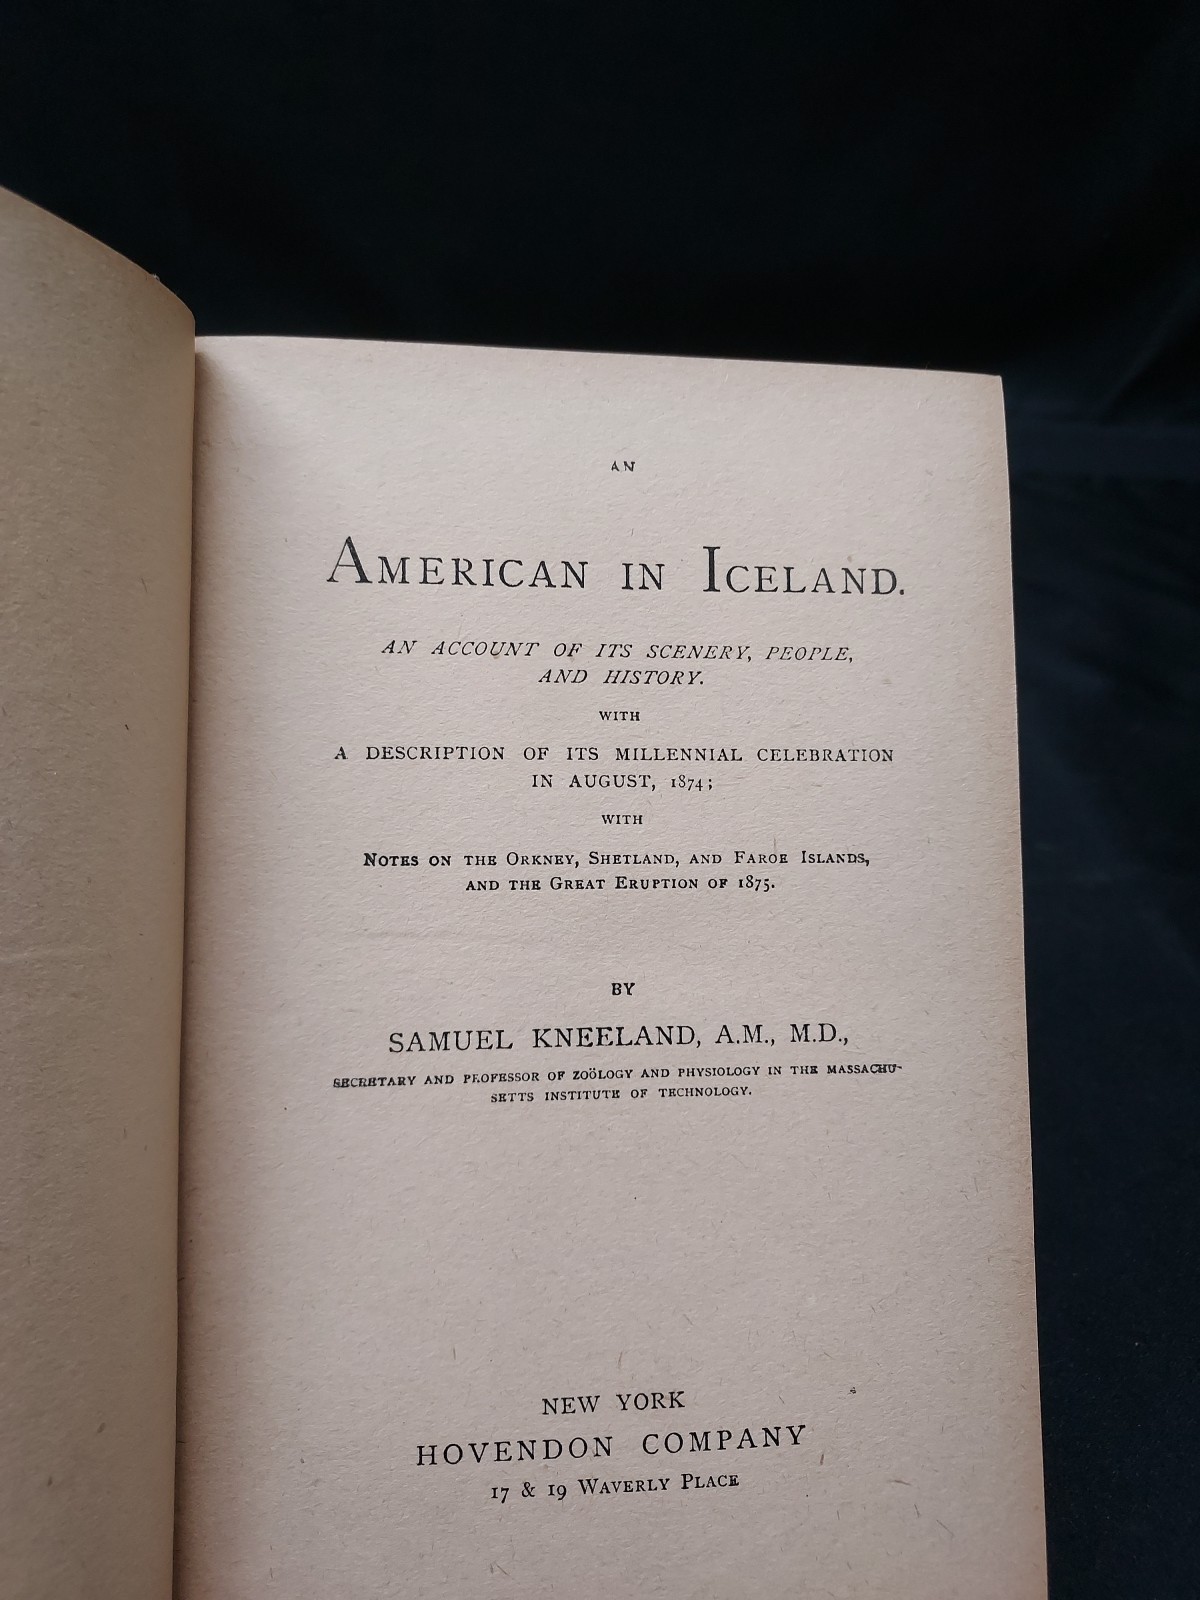 AN
AMERICAN IN ICELAND.
AN ACCOUNT OF ITS SCENERY, PEOPLE,
AND HISTORY.
WITH
A DESCRIPTION OF ITS MILLENNIAL CELEBRATION
IN AUGUST, 1874;
WITH
NOTES ON THE ORKNEY, SHETLAND, AND FAROE ISLANDS,
AND THE GREAT ERUPTION OF 1875.
BY
SAMUEL KNEELAND, A.M., M.D.,
SECRETARY AND PROFESSOR OF ZOÖLOGY AND PHYSIOLOGY IN THE MASSACHU-
SETTS INSTITUTE OF TECHNOLOGY.
NEW YORK
HOVENDON COMPANY
17 & 19 WAVERLY PLACE